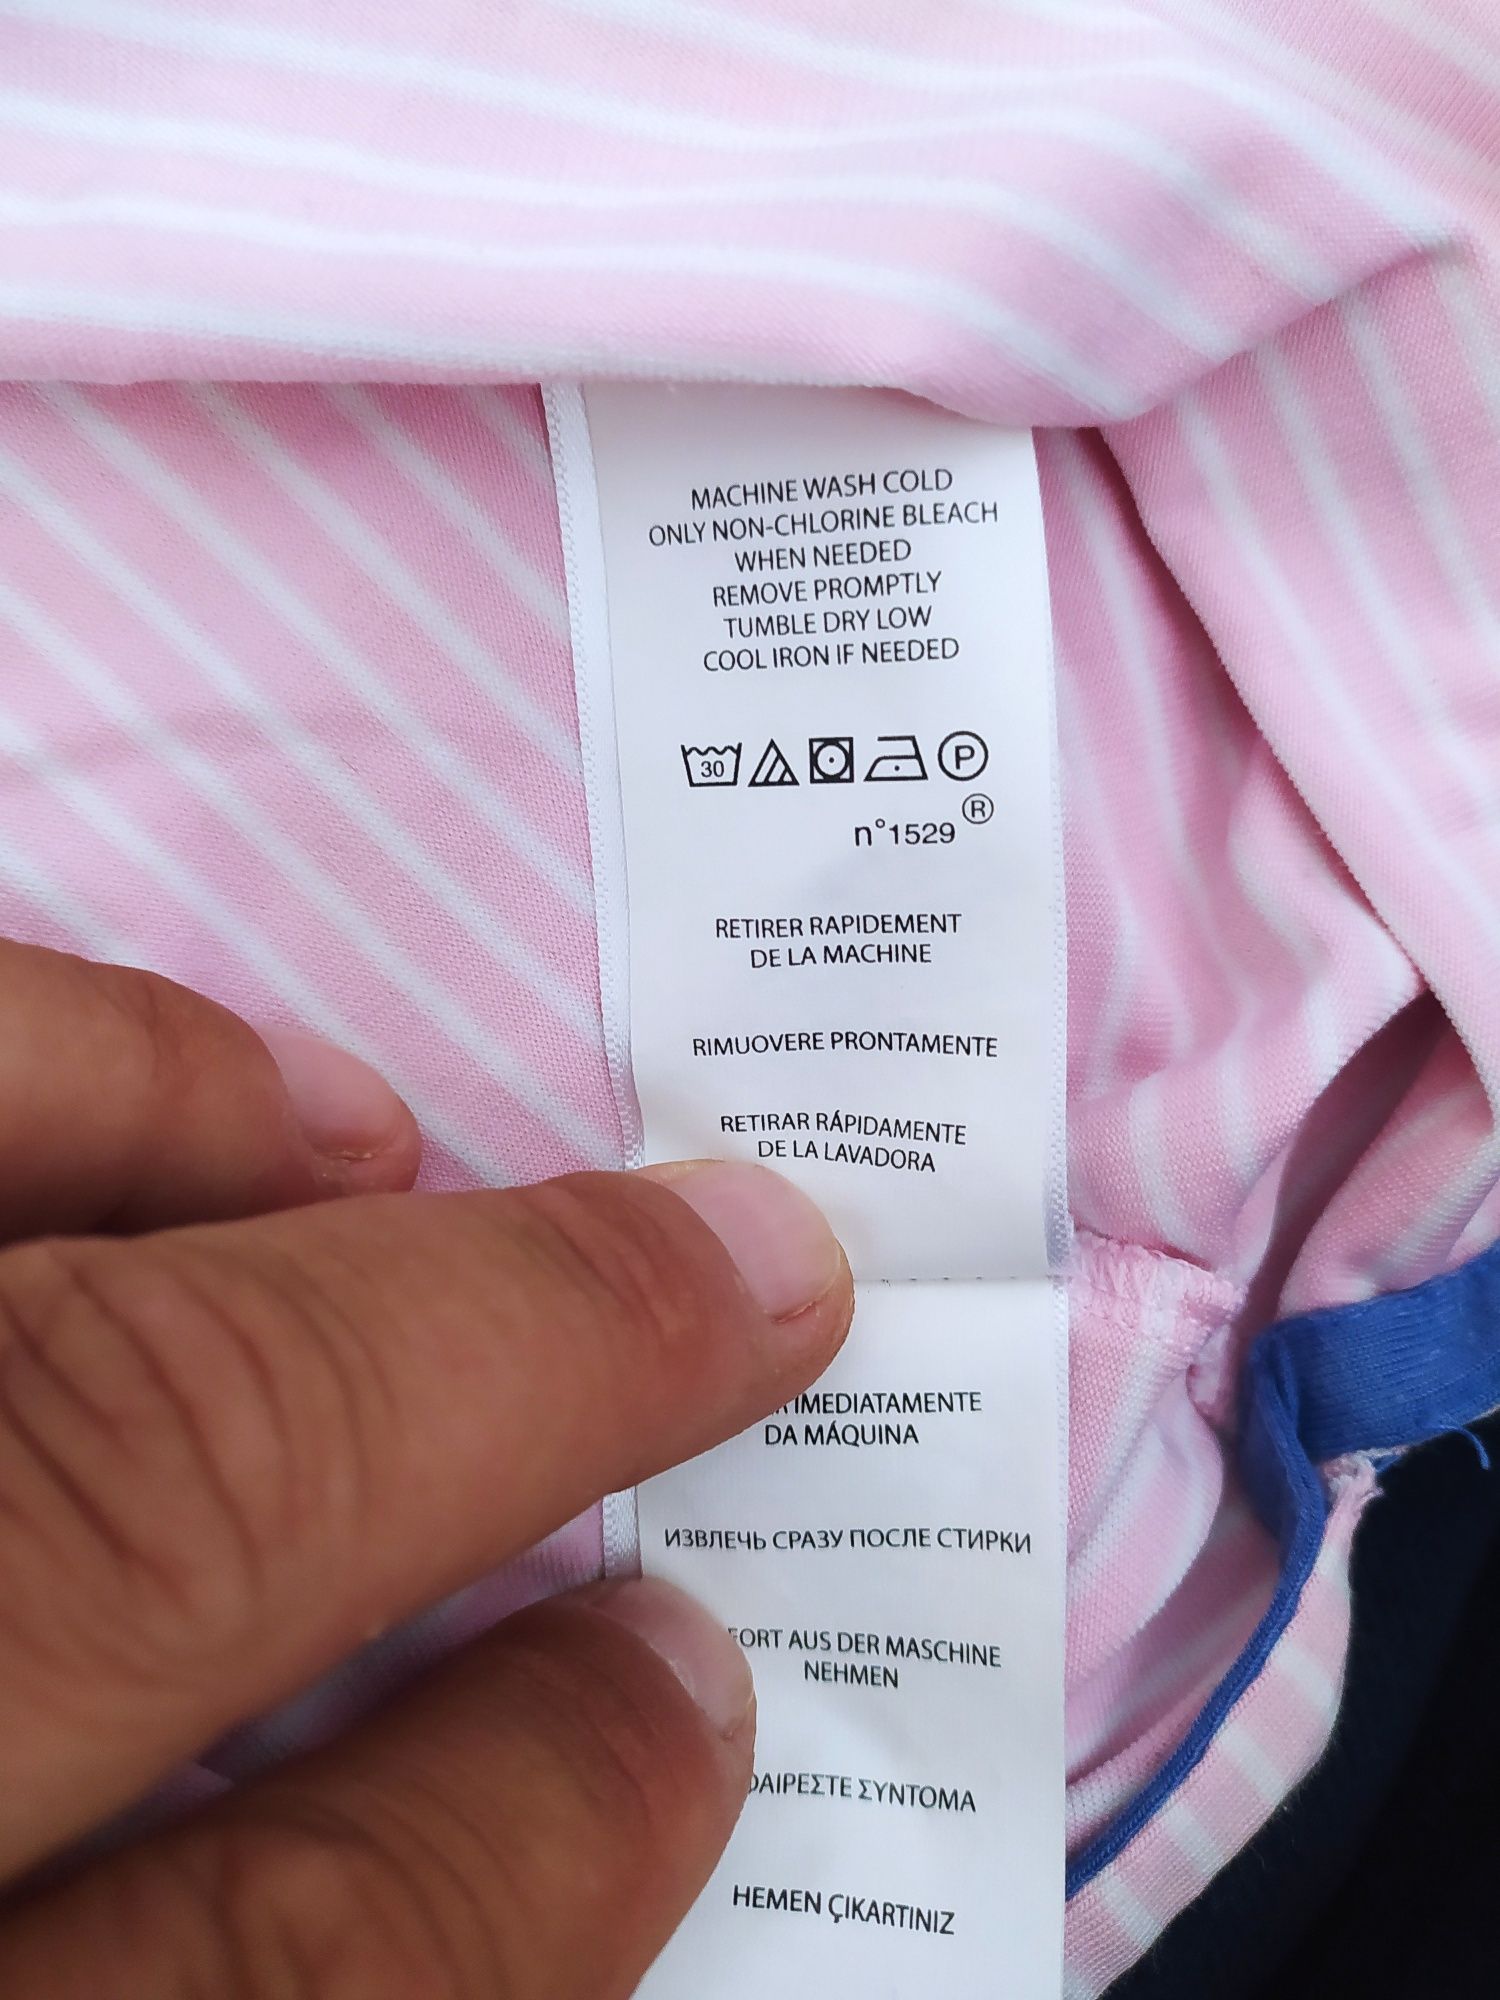 MACHINE WASH COLD
ONLY NON-CHLORINE BLEACH
WHEN NEEDED
REMOVE PROMPTLY
TUMBLE DRY LOW
COOL IRON IF NEEDED
30 P
n°1529 ®
RETIRER RAPIDEMENT
DE LA MACHINE
RIMUOVERE PRONTAMENTE
RETIRAR RÁPIDAMENTE
DE LA LAVADORA
IMEDIATAMENTE
DA MÁQUINA
ИЗВЛЕЧЬ СРАЗУ ПОСЛЕ СТИРКИ
AUS DER MASCHINE
NEHMEN
ΣΥΝΤΟΜΑ
HEMEN ÇIKARTINIZ